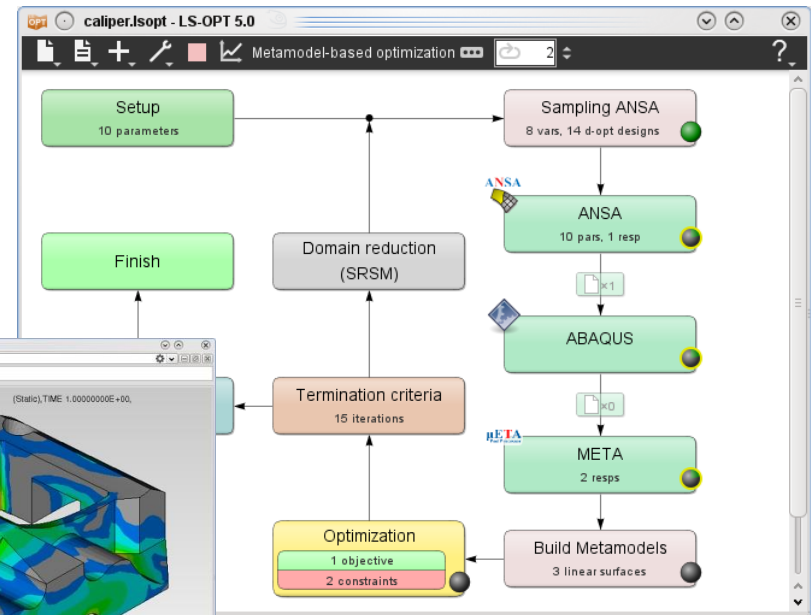 caliper.lsopt - LS-OPT 5.0
Metamodel-based optimization 2 ?
Setup
10 parameters
Sampling ANSA
8 vars, 14 d-opt designs
ANSA
ANSA
10 pars, 1 resp
Finish
Domain reduction
(SRSM)
×1
ABAQUS
(Static),TIME 1.00000000E+00,
Termination criteria
15 iterations
×0
μETA
META
2 resps
Optimization
1 objective
2 constraints
Build Metamodels
3 linear surfaces